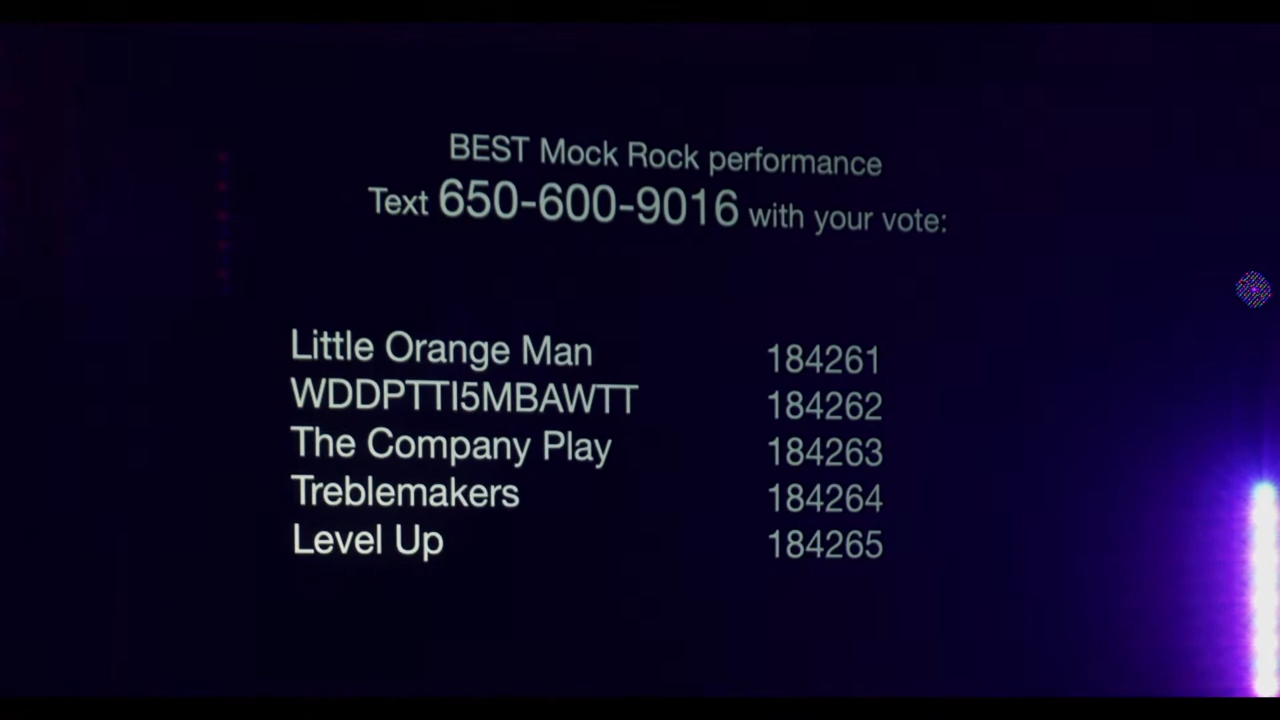 BEST Mock Rock performance
Text 650-600-9016 with your vote:
Little Orange Man 184261
WDDPTTI5MBAWTT 184262
The Company Play 184263
Treblemakers 184264
Level Up 184265